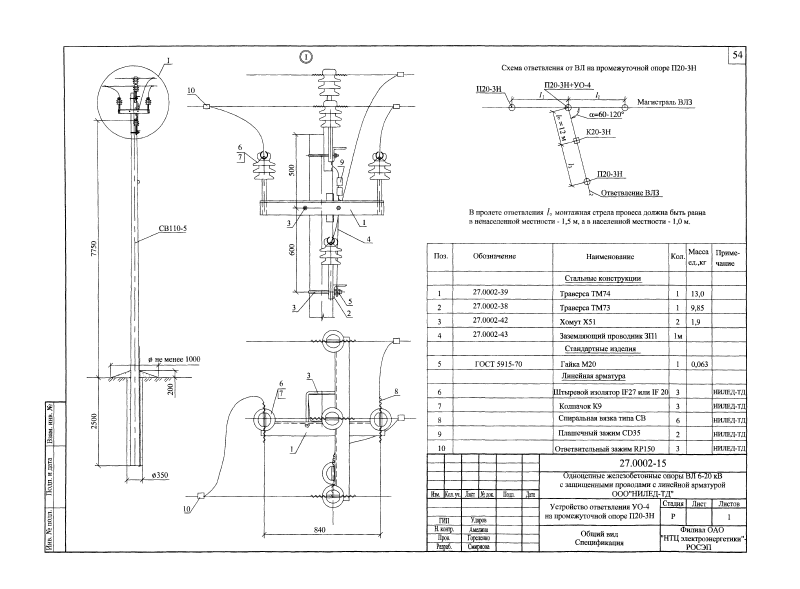 54
1
1
10
6
7
500
9
3
1
600
4
5
3
2
СВ110-5
7750
ø не менее 1000
200
2500
ø350
6
7
3
8
1
10
840
Схема ответвления от ВЛ на промежуточной опоре П20-3Н
П20-3Н+УО-4
П20-3Н
l₁
l₁
Магистраль ВЛЗ
α=60-120°
l₂=12 м
К20-3Н
l₁
П20-3Н
Ответвление ВЛЗ
В пролете ответвления l₂ монтажная стрела провеса должна быть равна
в ненаселенной местности - 1,5 м, а в населенной местности - 1,0 м.
Поз. Обозначение Наименование Кол. Масса ед.,кг Приме-чание
Стальные конструкции
1 27.0002-39 Траверса ТМ74 1 13,0
2 27.0002-38 Траверса ТМ73 1 9,85
3 27.0002-42 Хомут Х51 2 1,9
4 27.0002-43 Заземляющий проводник ЗП1 1м
Стандартные изделия
5 ГОСТ 5915-70 Гайка М20 1 0,063
Линейная арматура
6 Штыревой изолятор IF27 или IF 20 3 НИЛЕД-ТД
7 Колпачок К9 3 НИЛЕД-ТД
8 Спиральная вязка типа СВ 6 НИЛЕД-ТД
9 Плашечный зажим CD35 2 НИЛЕД-ТД
10 Ответвительный зажим RP150 3 НИЛЕД-ТД
27.0002-15
Одноцепные железобетонные опоры ВЛ 6-20 кВ
с защищенными проводами с линейной арматурой
ООО"НИЛЕД-ТД"
Изм. Кол. уч. Лист № док. Подп. Дата
Устройство ответвления УО-4
на промежуточной опоре П20-3Н
Стадия Лист Листов
Р 1
ГИП Ударов
Н. контр. Амелина
Пров. Гореленко
Разраб. Смирнова
Общий вид
Спецификация
Филиал ОАО
"НТЦ электроэнергетики"-
РОСЭП
Взам. инв. №
Подп. и дата
Инв. № подл.